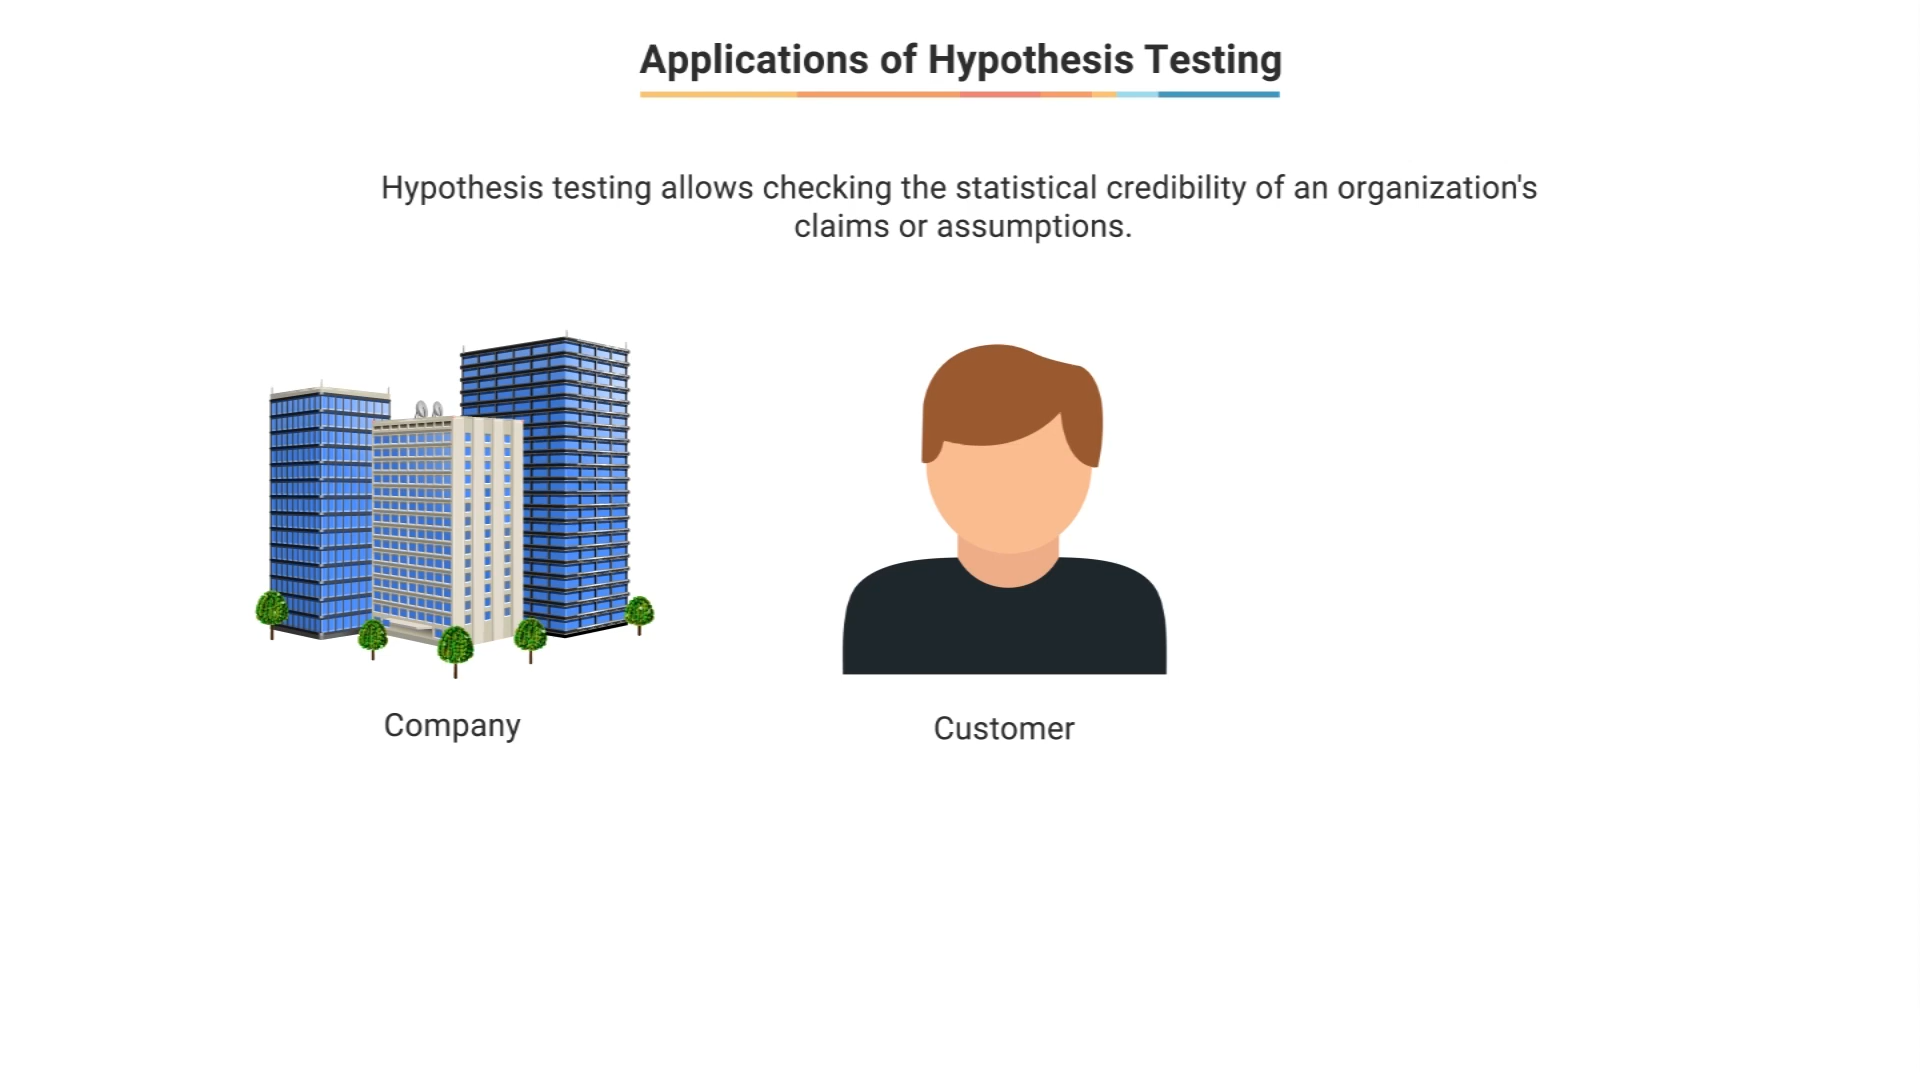 Applications of Hypothesis Testing
Hypothesis testing allows checking the statistical credibility of an organization's
claims or assumptions.
Company
Customer